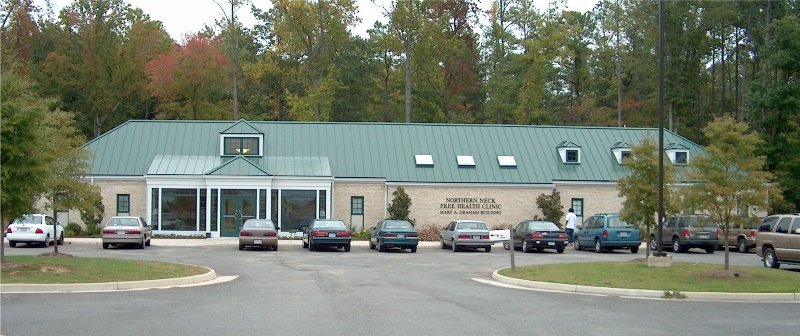 NORTHERN NECK
FREE HEALTH CLINIC
MARY A. GRAHAM BUILDING